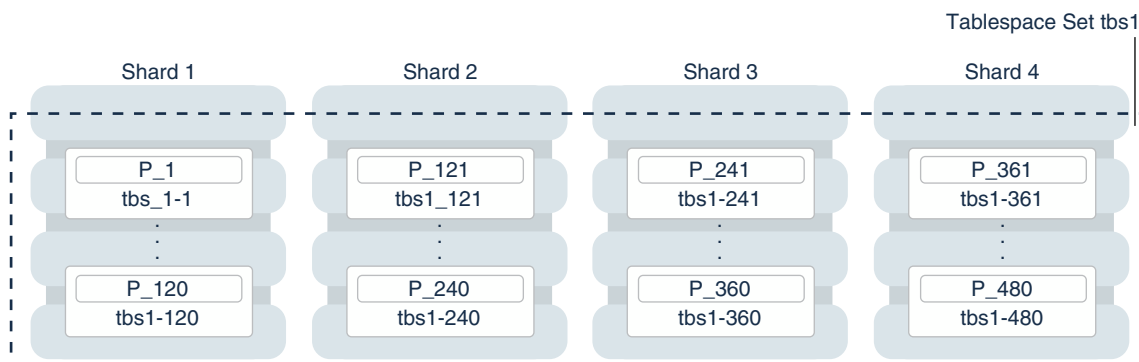 Tablespace Set tbs1
Shard 1 Shard 2 Shard 3 Shard 4
P_1 P_121 P_241 P_361
tbs_1-1 tbs1_121 tbs1-241 tbs1-361
P_120 P_240 P_360 P_480
tbs1-120 tbs1-240 tbs1-360 tbs1-480